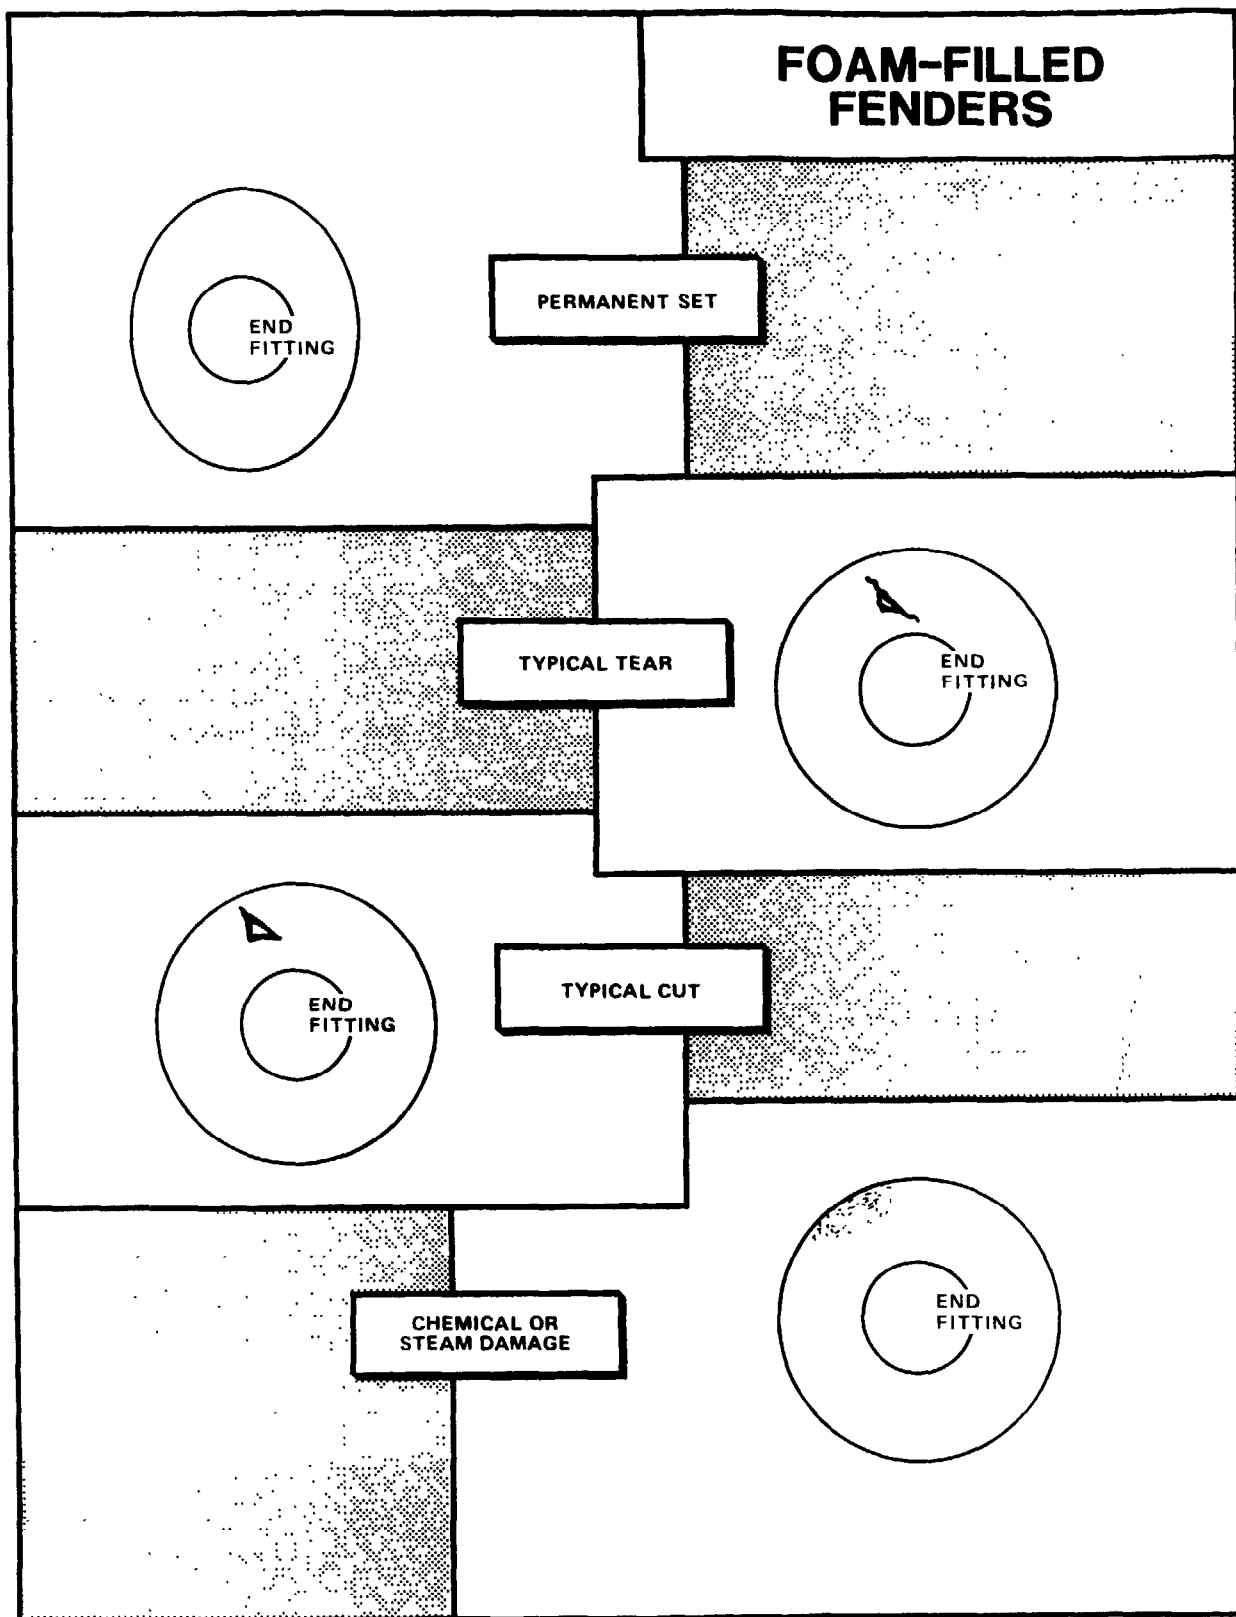 FOAM-FILLED
FENDERS
END
FITTING
PERMANENT SET
TYPICAL TEAR
END
FITTING
END
FITTING
TYPICAL CUT
CHEMICAL OR
STEAM DAMAGE
END
FITTING